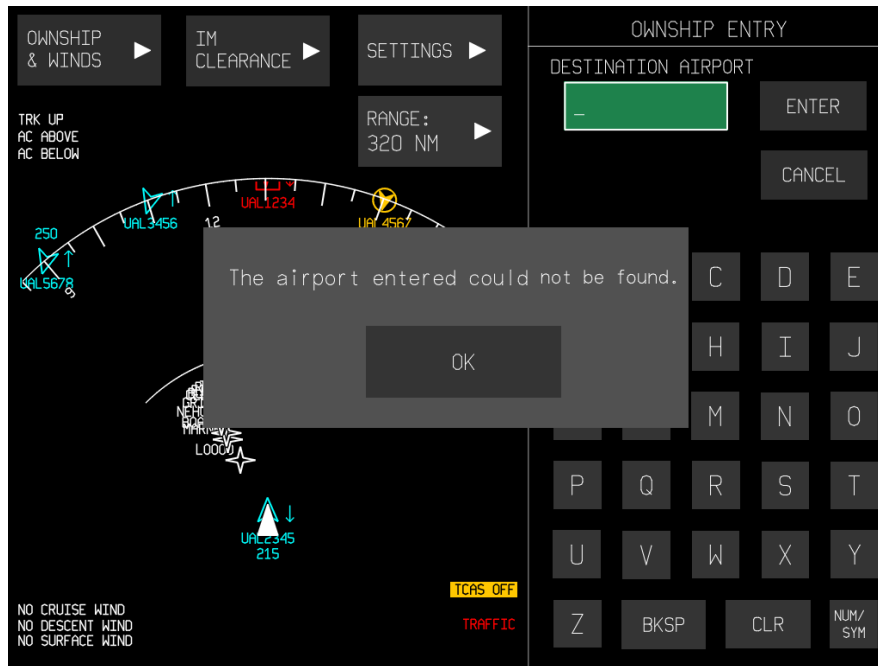 OWNSHIP
& WINDS
IM
CLEARANCE
SETTINGS
RANGE:
320 NM
TRK UP
AC ABOVE
AC BELOW
UAL3456
UAL1234
UAL4567
12
250
UAL5678
9
LOOCU
UAL2345
215
TCAS OFF
TRAFFIC
NO CRUISE WIND
NO DESCENT WIND
NO SURFACE WIND
The airport entered could not be found.
OK
OWNSHIP ENTRY
DESTINATION AIRPORT
_
ENTER
CANCEL
C D E
H I J
M N O
P Q R S T
U V W X Y
Z BKSP CLR NUM/
SYM